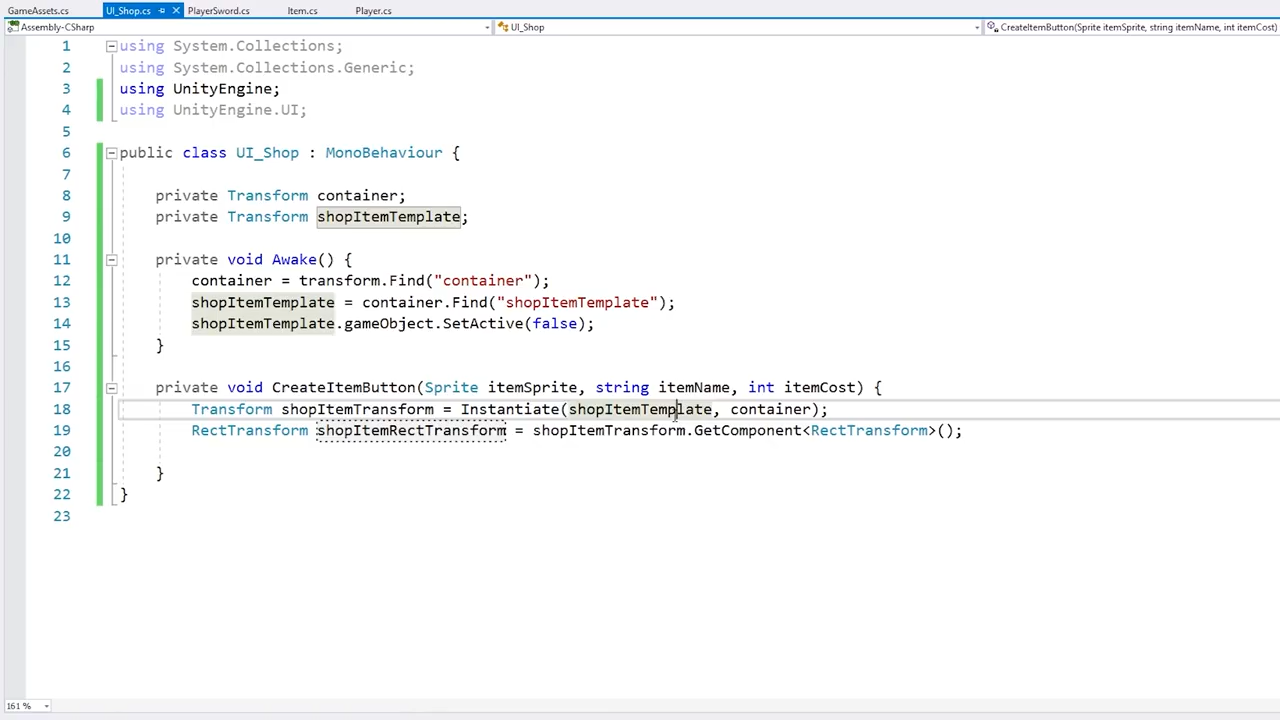 GameAssets.cs UI_Shop.cs PlayerSword.cs Item.cs Player.cs
Assembly-CSharp UI_Shop CreateItemButton(Sprite itemSprite, string itemName, int itemCost)
1 using System.Collections;
2 using System.Collections.Generic;
3 using UnityEngine;
4 using UnityEngine.UI;
5
6 public class UI_Shop : MonoBehaviour {
7
8 private Transform container;
9 private Transform shopItemTemplate;
10
11 private void Awake() {
12 container = transform.Find("container");
13 shopItemTemplate = container.Find("shopItemTemplate");
14 shopItemTemplate.gameObject.SetActive(false);
15 }
16
17 private void CreateItemButton(Sprite itemSprite, string itemName, int itemCost) {
18 Transform shopItemTransform = Instantiate(shopItemTemplate, container);
19 RectTransform shopItemRectTransform = shopItemTransform.GetComponent<RectTransform>();
20
21 }
22 }
23
161 %